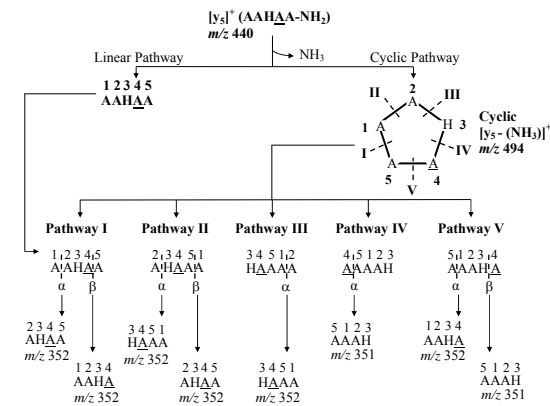 [y5]+ (AAHAA-NH2)
m/z 440
NH3
Linear Pathway
Cyclic Pathway
1 2 3 4 5
AAHAA
2
A
II
III
1 A
H 3
I
IV
A
5
A
4
V
Cyclic
[y5 - (NH3)]+
m/z 494
Pathway I
Pathway II
Pathway III
Pathway IV
Pathway V
1 2 3 4 5
AAHAA
2 3 4 5 1
AHAAA
3 4 5 1 2
HAAAA
4 5 1 2 3
AAAAH
5 1 2 3 4
AAAHA
α
β
α
β
α
α
α
β
2 3 4 5
AHAA
m/z 352
1 2 3 4
AAHA
m/z 352
3 4 5 1
HAAA
m/z 352
2 3 4 5
AHAA
m/z 352
3 4 5 1
HAAA
m/z 352
5 1 2 3
AAAH
m/z 351
1 2 3 4
AAHA
m/z 352
5 1 2 3
AAAH
m/z 351